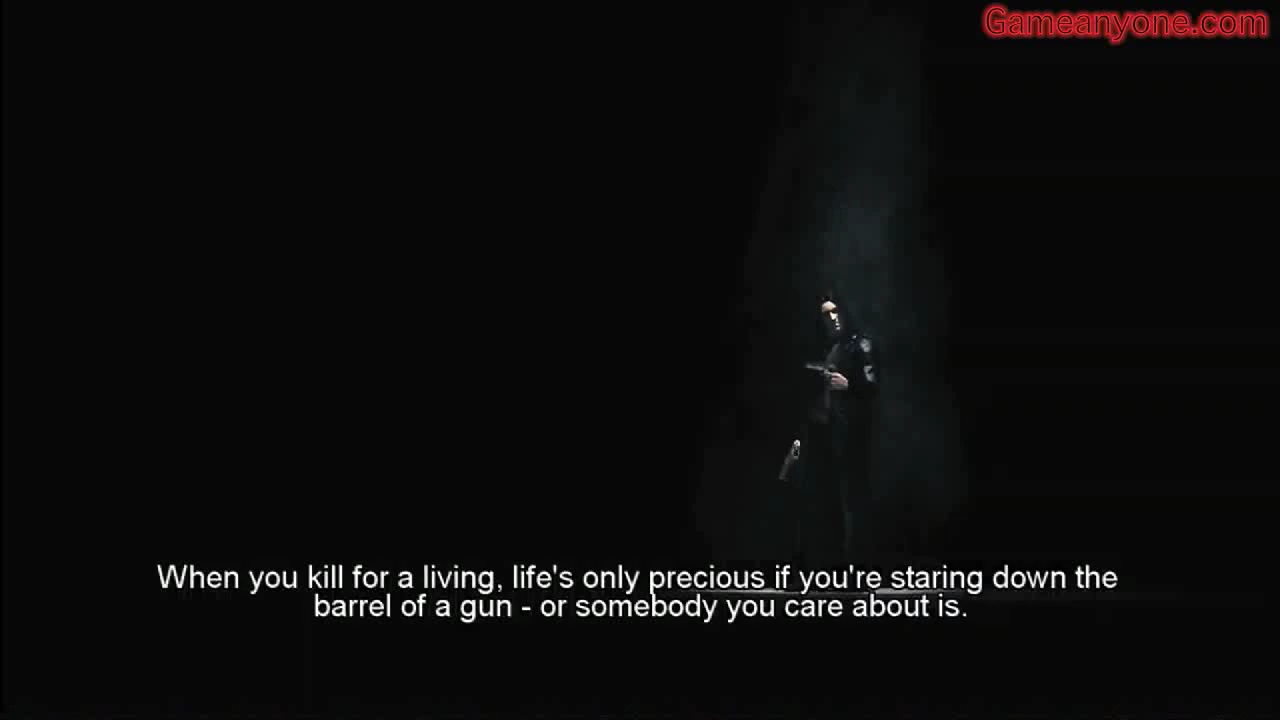 Gameanyone.com
When you kill for a living, life's only precious if you're staring down the
barrel of a gun - or somebody you care about is.